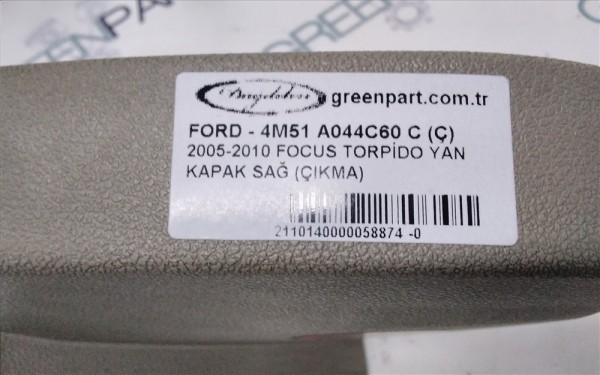 greenpart.com.tr
FORD - 4M51 A044C60 C (Ç)
2005-2010 FOCUS TORPİDO YAN
KAPAK SAĞ (ÇIKMA)
2110140000058874 -0